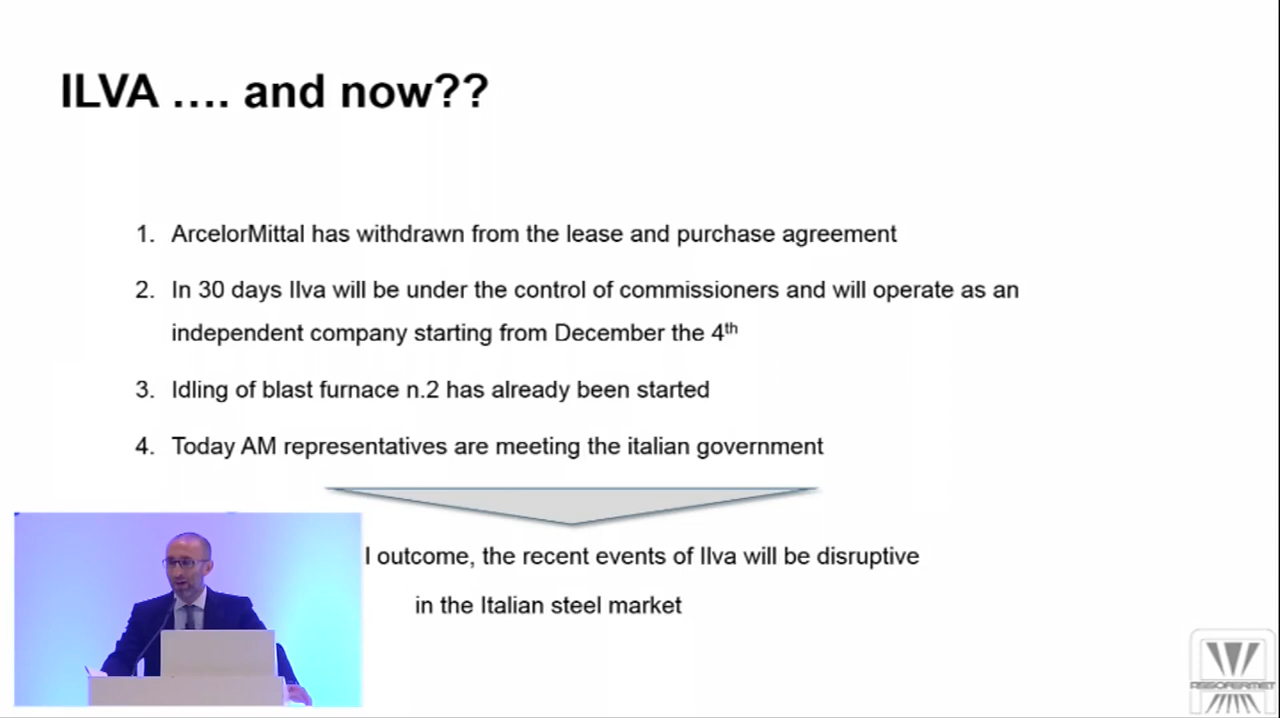 ILVA .... and now??
1. ArcelorMittal has withdrawn from the lease and purchase agreement
2. In 30 days Ilva will be under the control of commissioners and will operate as an
independent company starting from December the 4th
3. Idling of blast furnace n.2 has already been started
4. Today AM representatives are meeting the italian government
l outcome, the recent events of Ilva will be disruptive
in the Italian steel market
ASSOFERMET